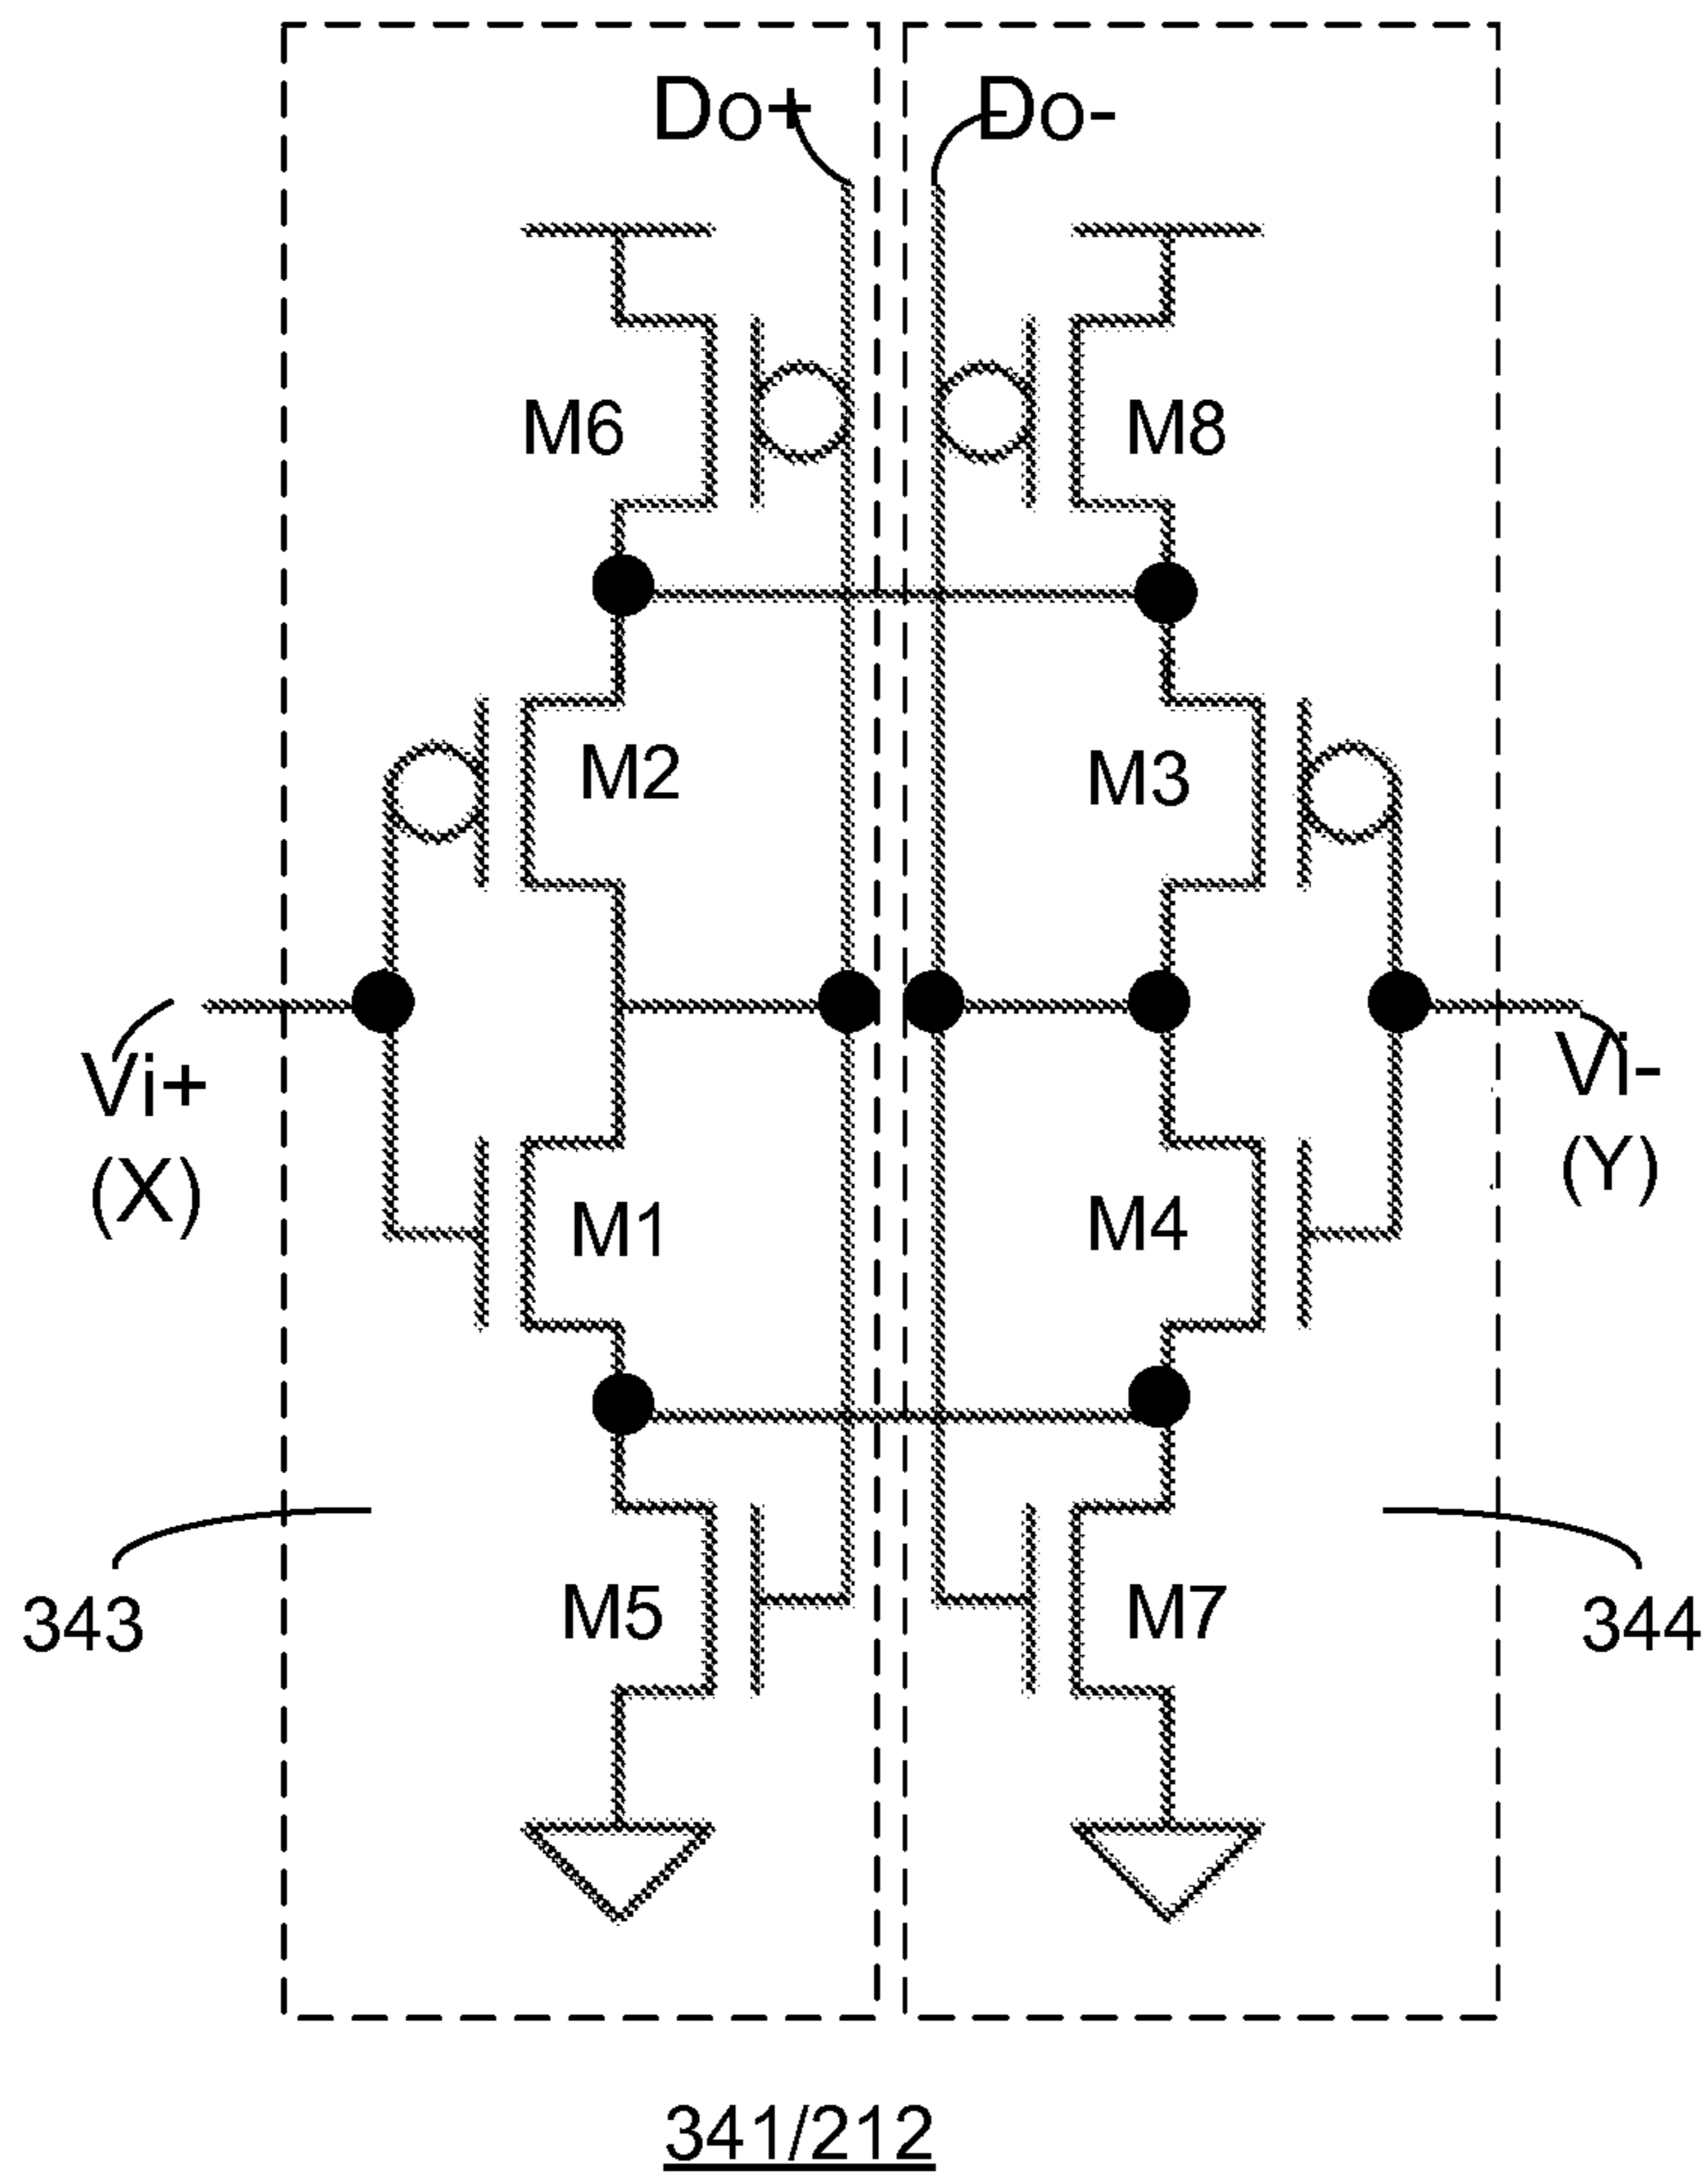 Do+ Do-
M6 M8
M2 M3
Vi+ Vi-
(X) (Y)
M1 M4
343 M5 M7 344
341/212